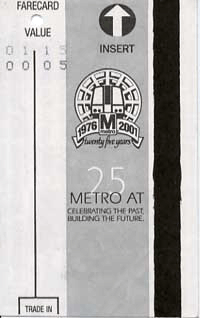 FARECARD
VALUE
01 15
00 05
INSERT
M
metro
1976 2001
twenty five years
25
METRO AT
CELEBRATING THE PAST,
BUILDING THE FUTURE.
TRADE IN